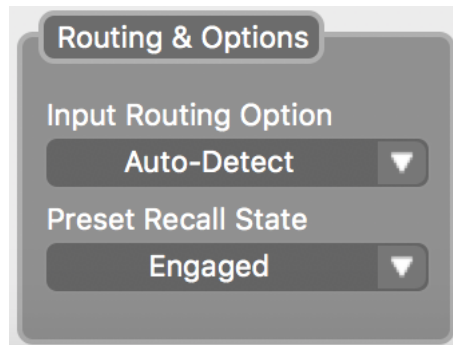 Routing & Options
Input Routing Option
Auto-Detect
Preset Recall State
Engaged